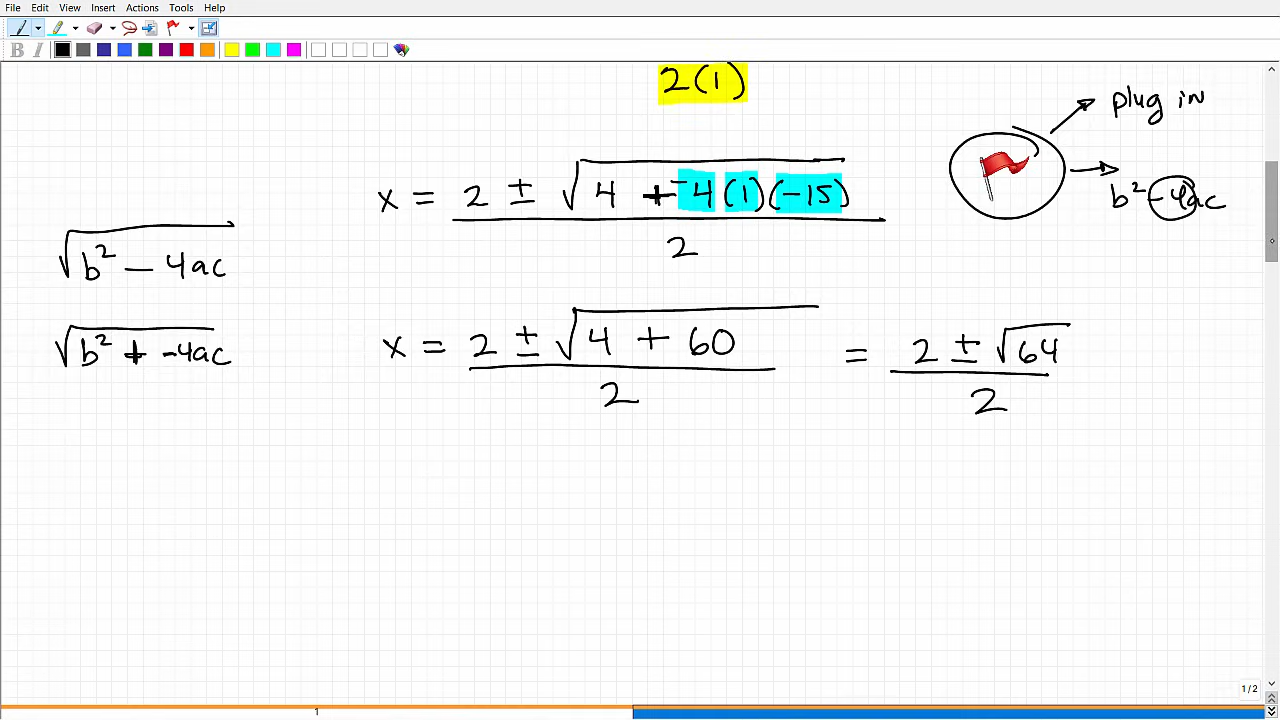 File Edit View Insert Actions Tools Help
B I
2(1)
plug in
b² - 4ac
x = 2 ± √4 + -4(1)(-15)
2
√b² - 4ac
√b² + -4ac
x = 2 ± √4 + 60
2
= 2 ± √64
2
1/2
1